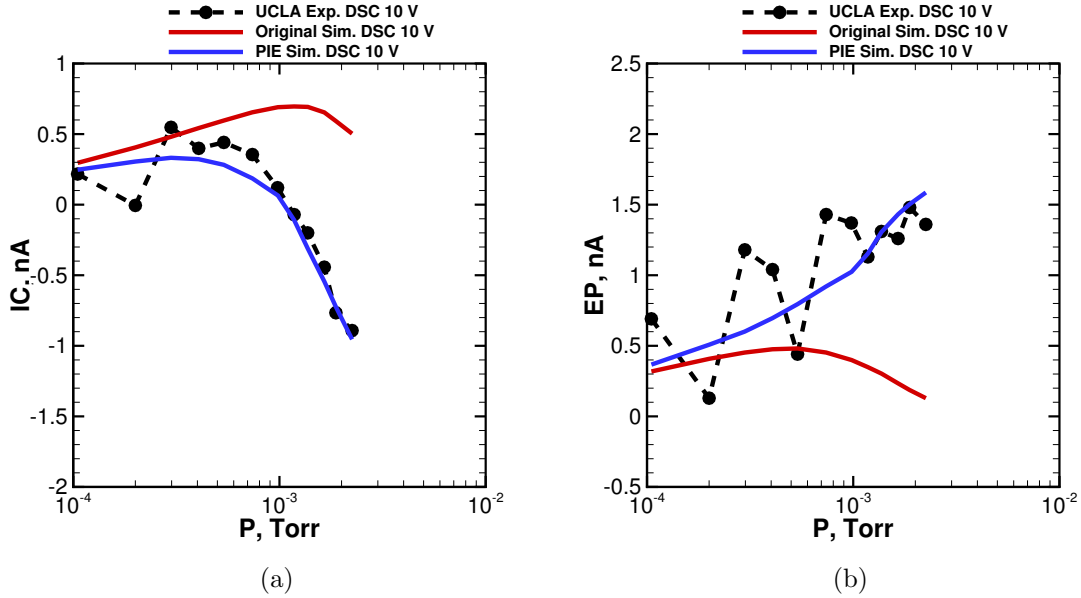 UCLA Exp. DSC 10 V
Original Sim. DSC 10 V
PIE Sim. DSC 10 V
1
0.5
0
-0.5
-1
-1.5
-2
IC, nA
10-4
10-3
10-2
P, Torr
(a)
UCLA Exp. DSC 10 V
Original Sim. DSC 10 V
PIE Sim. DSC 10 V
2.5
2
1.5
1
0.5
0
-0.5
EP, nA
10-4
10-3
10-2
P, Torr
(b)